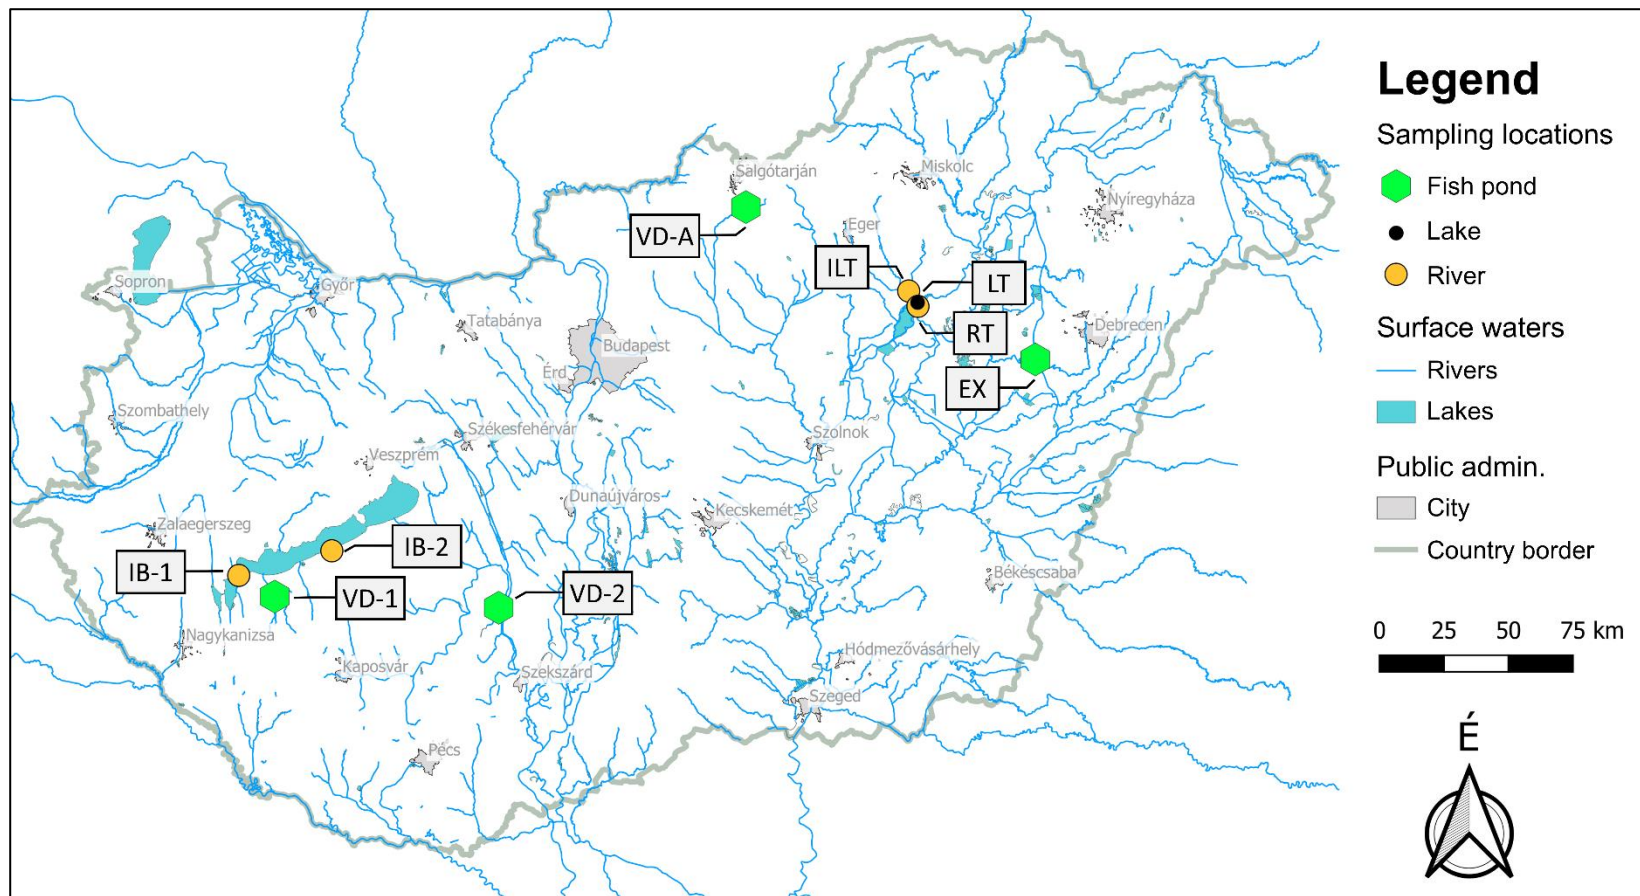 Salgótarján
Miskolc
Nyíregyháza
VD-A
Eger
ILT
LT
Sopron
Győr
RT
Tatabánya
Debrecen
Budapest
Érd
EX
Szombathely
Székesfehérvár
Szolnok
Veszprém
Dunaújváros
Kecskemét
Zalaegerszeg
IB-2
IB-1
VD-1
VD-2
Békéscsaba
Nagykanizsa
Kaposvár
Szekszárd
Hódmezővásárhely
Szeged
Pécs
Legend
Sampling locations
Fish pond
Lake
River
Surface waters
Rivers
Lakes
Public admin.
City
Country border
0 25 50 75 km
É